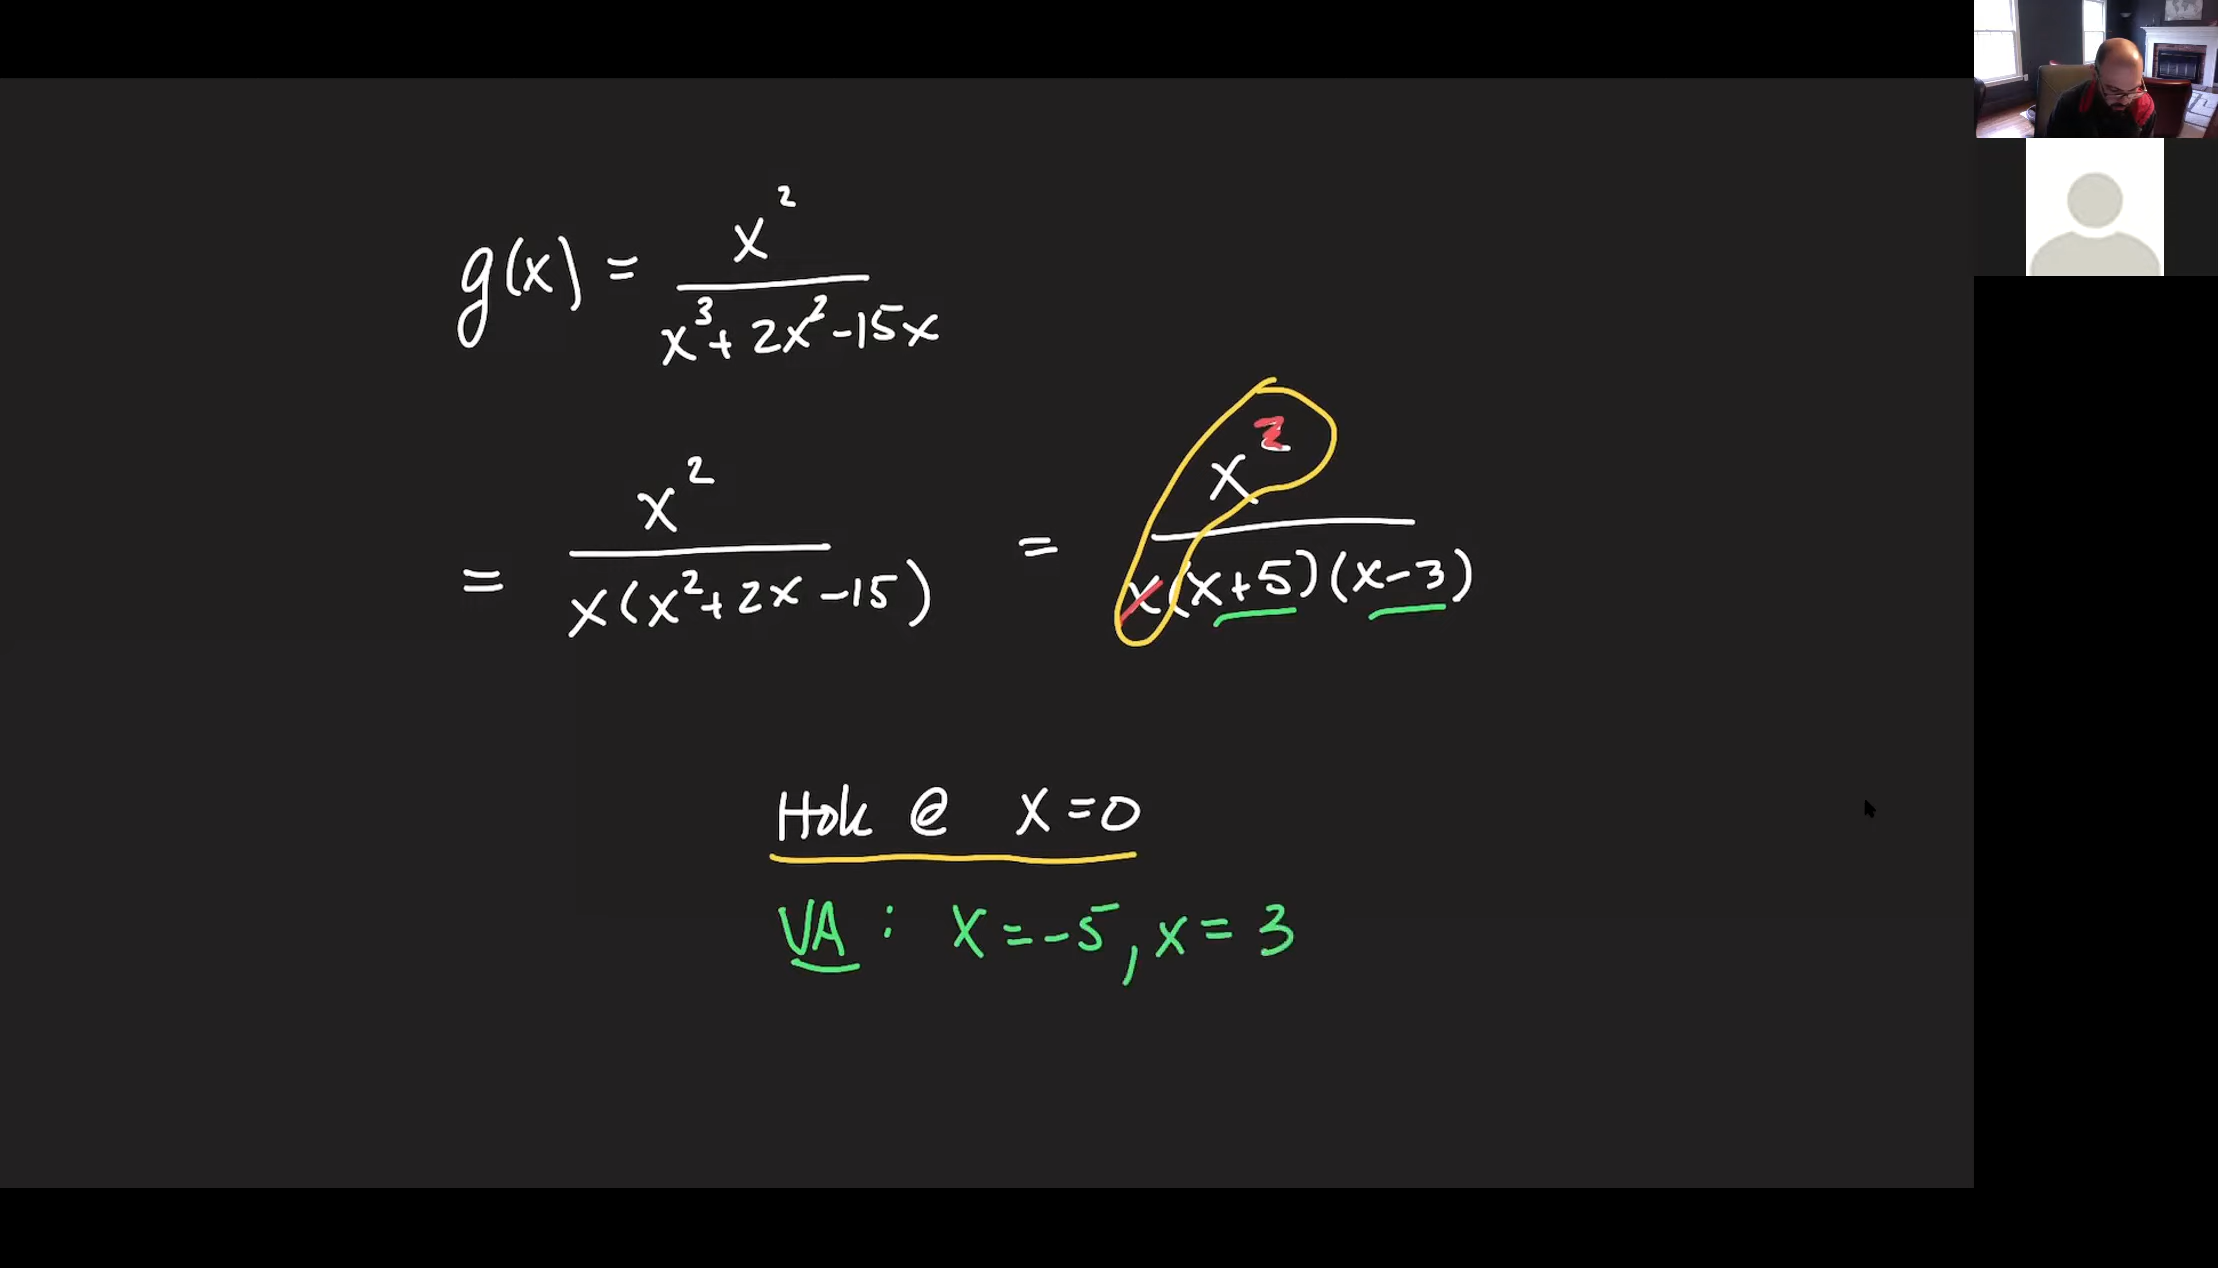 g(x) = x² / (x³ + 2x² - 15x)
= x² / (x(x² + 2x - 15)) = x² / (x(x+5)(x-3))
Hole @ x = 0
VA : x = -5, x = 3